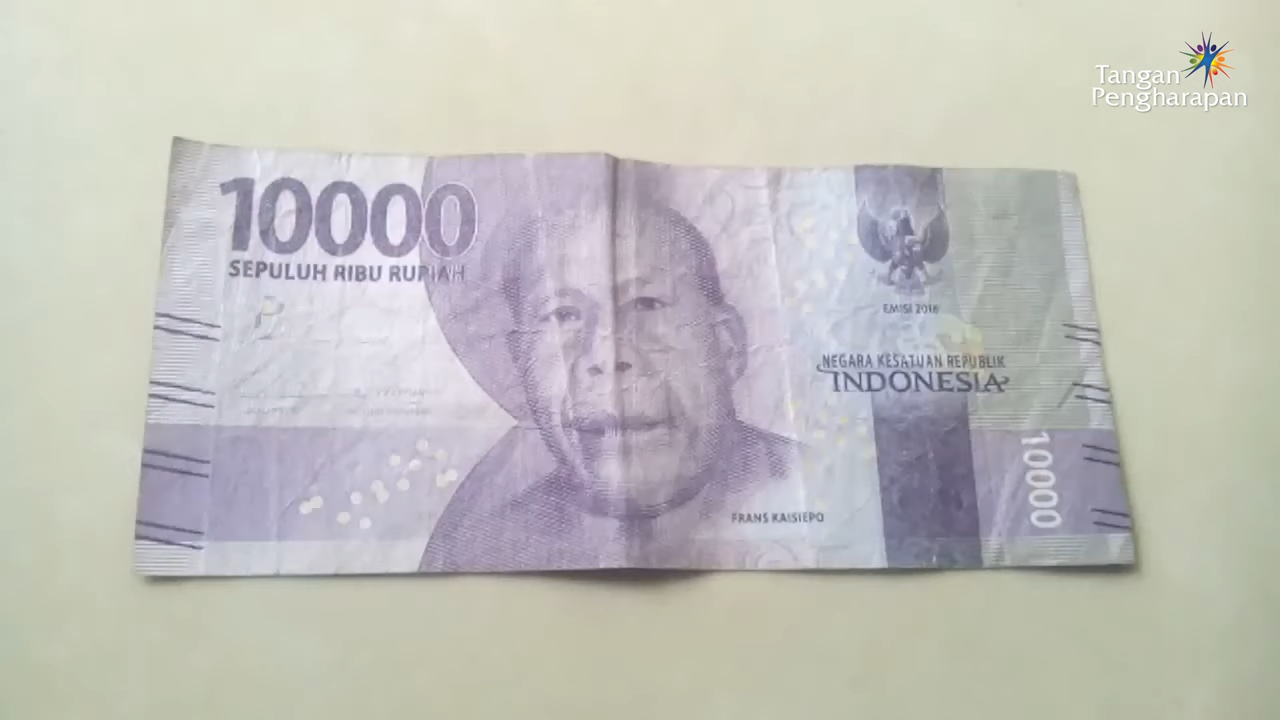 Tangan
Pengharapan
10000
SEPULUH RIBU RUPIAH
EMISI 2016
NEGARA KESATUAN REPUBLIK
INDONESIA
10000
FRANS KAISIEPO